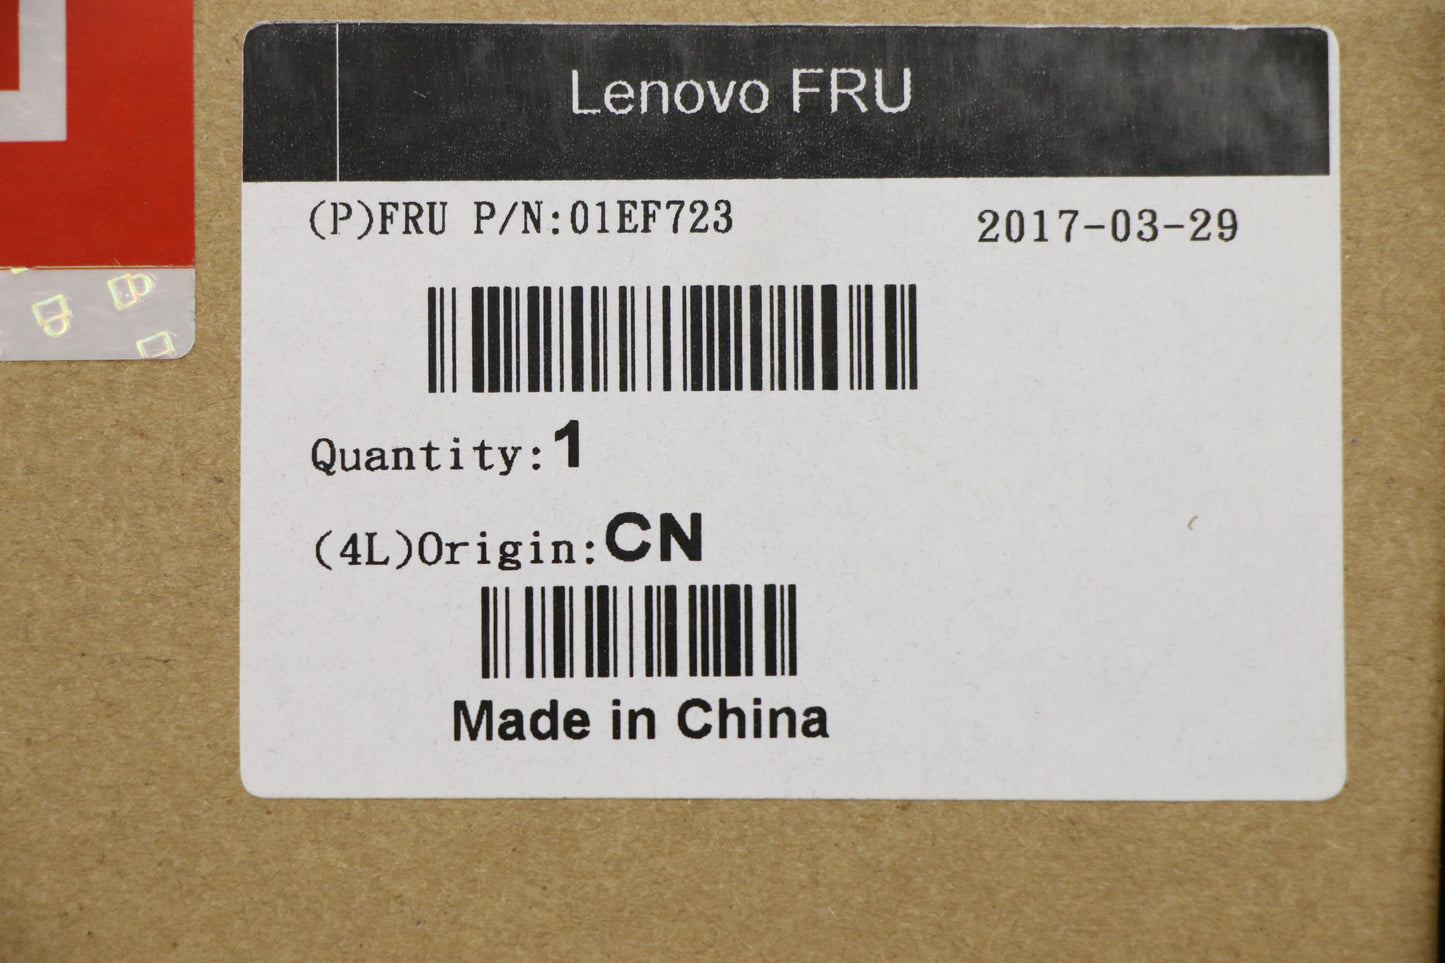 Lenovo FRU
(P)FRU P/N:01EF723
2017-03-29
Quantity:1
(4L)Origin:CN
Made in China